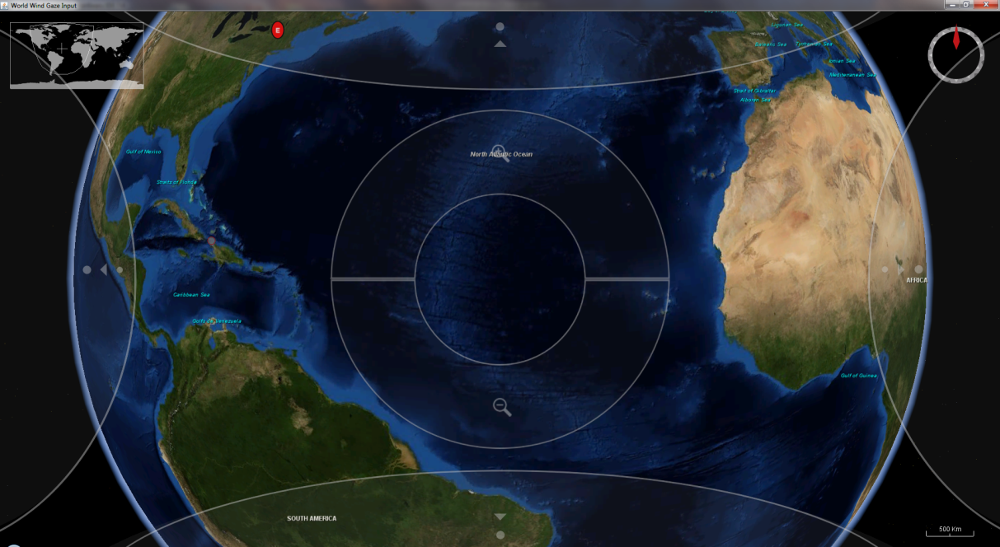 World Wind Gaze Input
E
Ligurian Sea
Balearic Sea
Tyrrhenian Sea
Ionian Sea
Mediterranean Sea
Strait of Gibraltar
Alboran Sea
Gulf of Mexico
North Atlantic Ocean
Straits of Florida
AFRICA
Caribbean Sea
Golfo de Venezuela
Gulf of Guinea
SOUTH AMERICA
500 Km